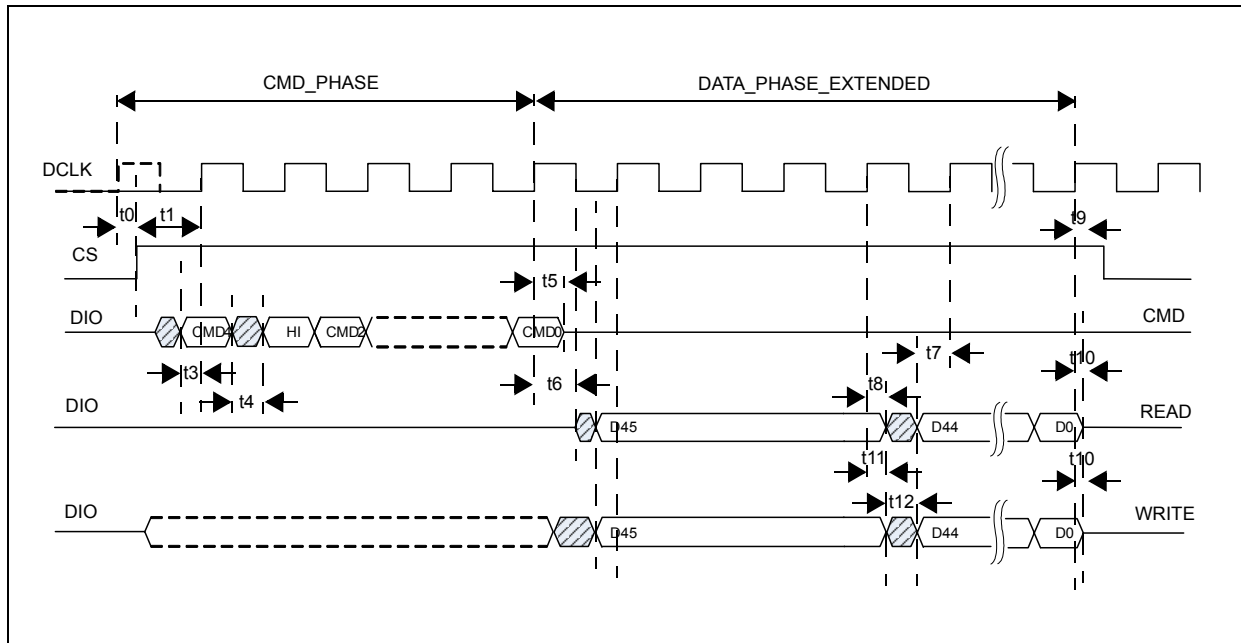 CMD_PHASE DATA_PHASE_EXTENDED
DCLK
t0 t1 t9
CS
t5
DIO CMD4 HI CMD2 CMD0 CMD
t7
t3 t6 t8 t10
t4
DIO D45 D44 D0 READ
t11 t10
t12
DIO D45 D44 D0 WRITE